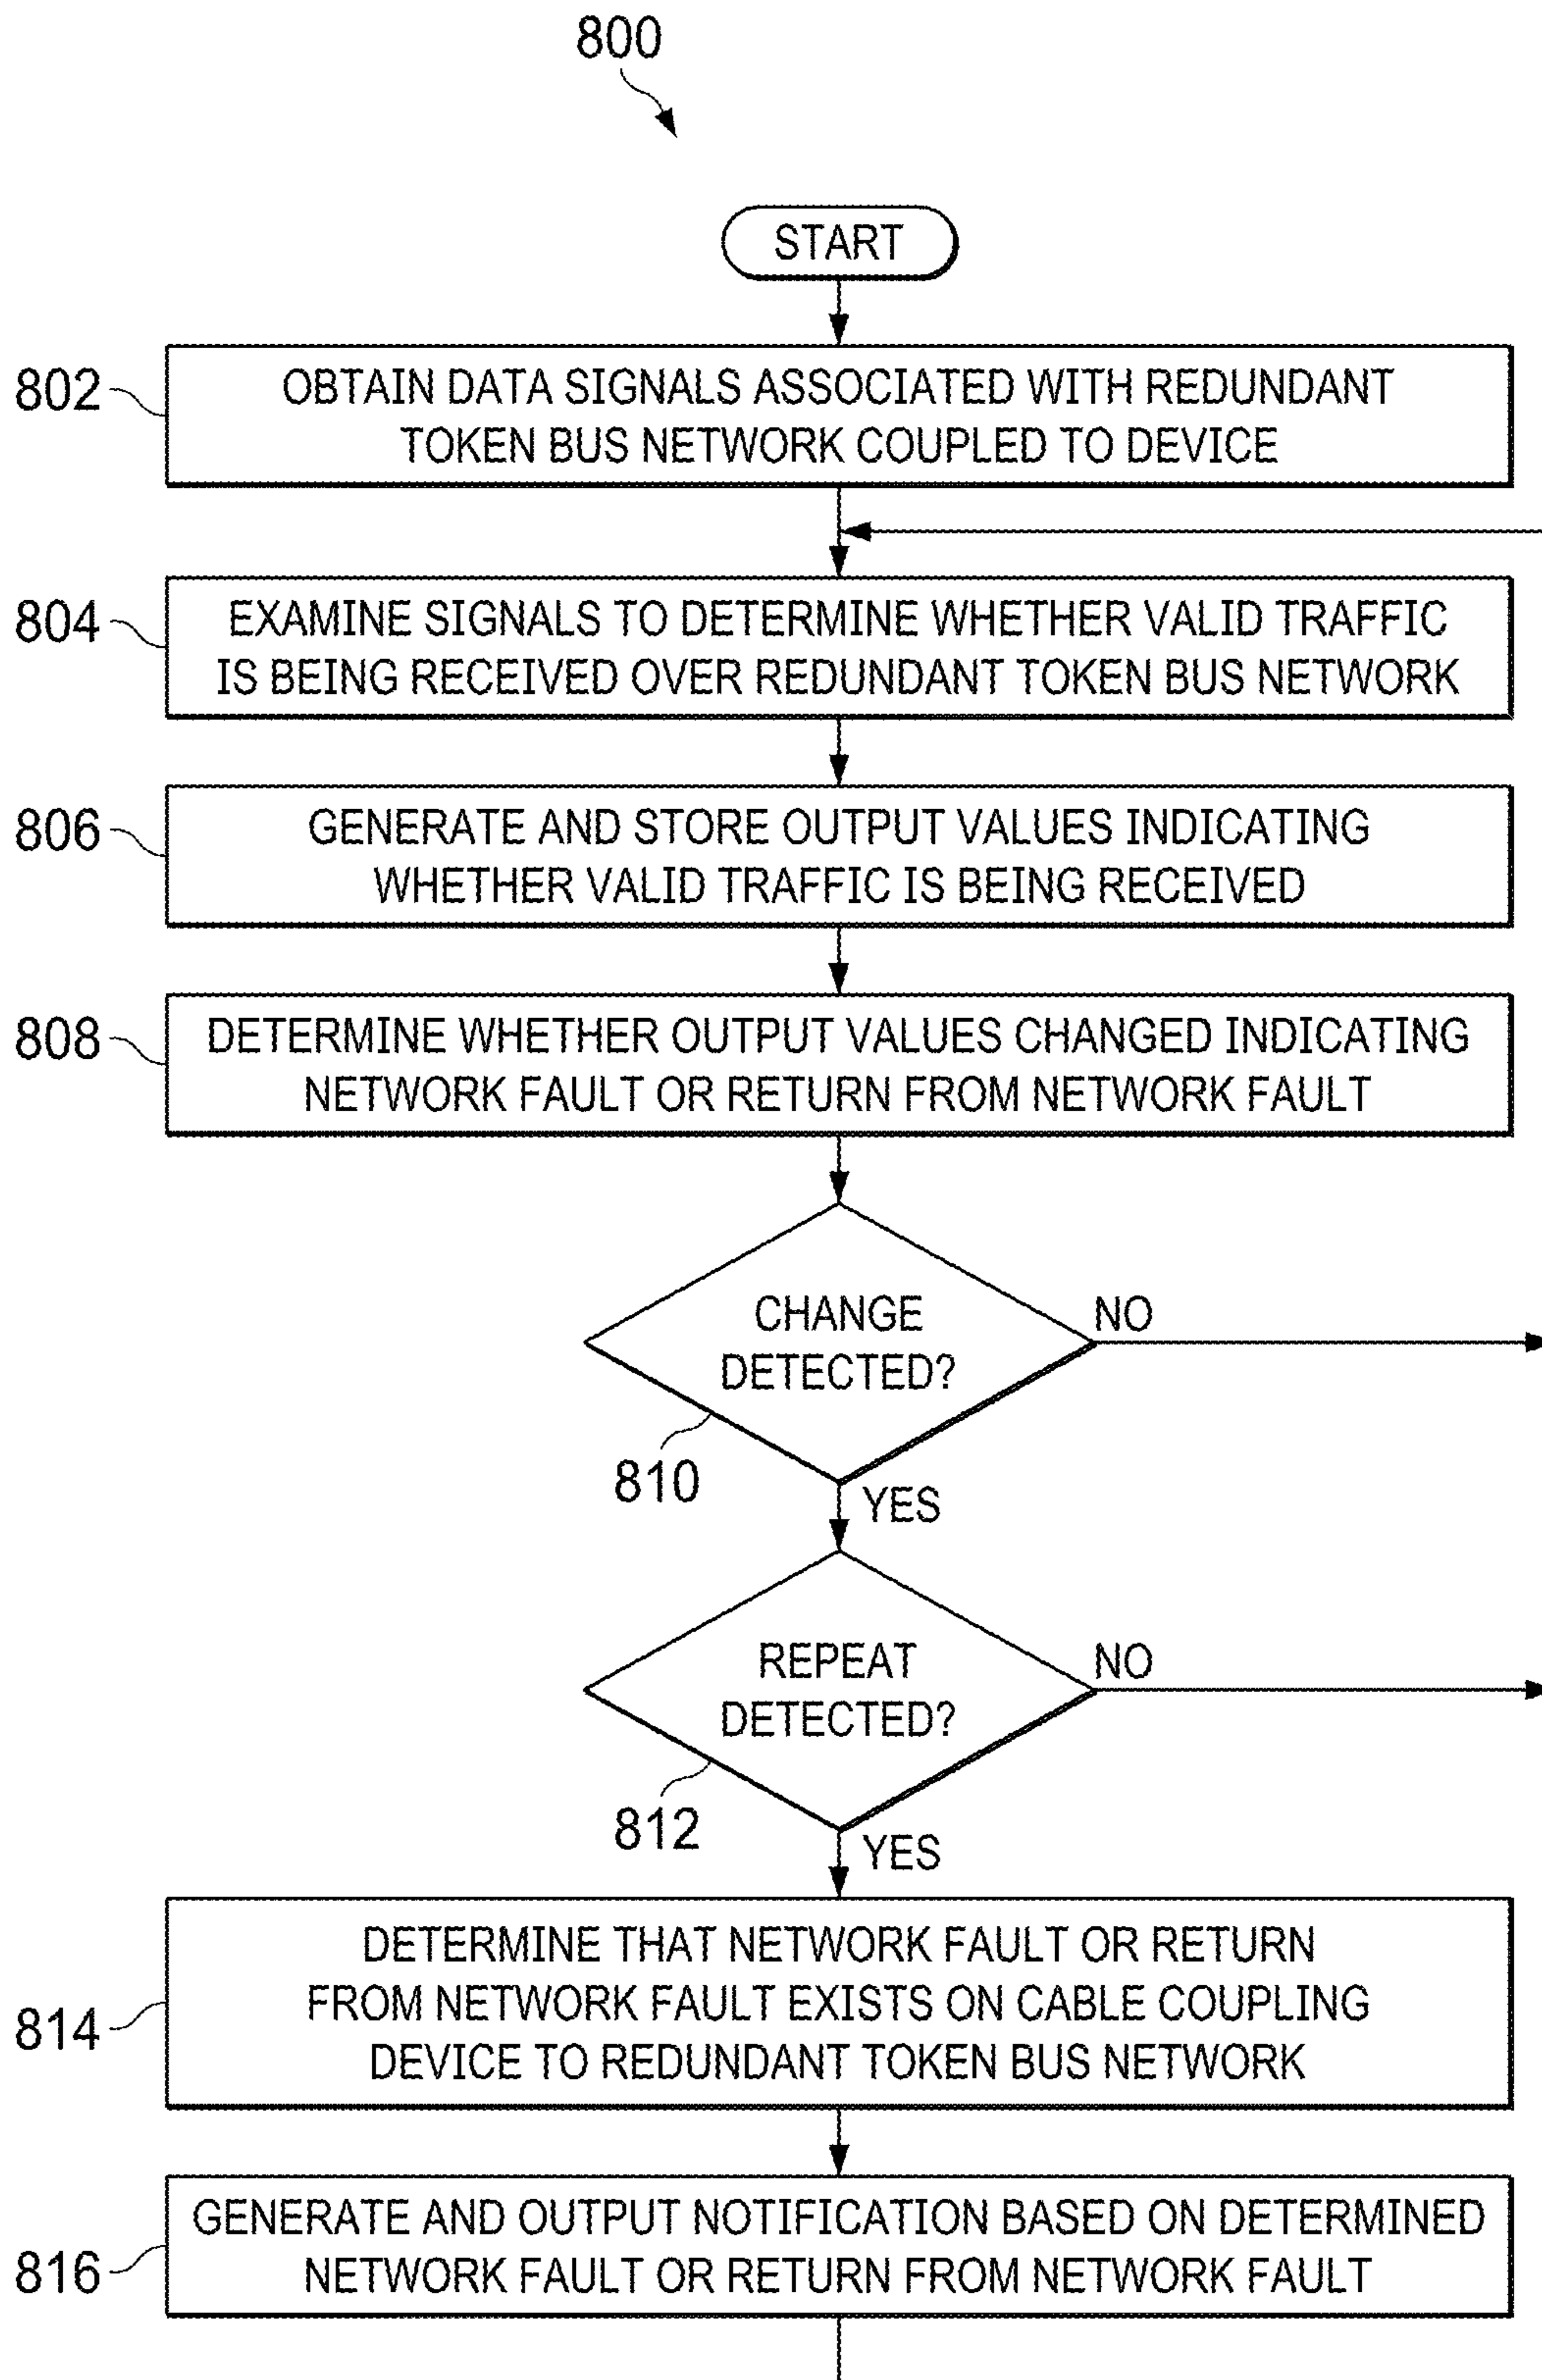 800
START
802
OBTAIN DATA SIGNALS ASSOCIATED WITH REDUNDANT
TOKEN BUS NETWORK COUPLED TO DEVICE
804
EXAMINE SIGNALS TO DETERMINE WHETHER VALID TRAFFIC
IS BEING RECEIVED OVER REDUNDANT TOKEN BUS NETWORK
806
GENERATE AND STORE OUTPUT VALUES INDICATING
WHETHER VALID TRAFFIC IS BEING RECEIVED
808
DETERMINE WHETHER OUTPUT VALUES CHANGED INDICATING
NETWORK FAULT OR RETURN FROM NETWORK FAULT
CHANGE
DETECTED?
NO
810
YES
REPEAT
DETECTED?
NO
812
YES
814
DETERMINE THAT NETWORK FAULT OR RETURN
FROM NETWORK FAULT EXISTS ON CABLE COUPLING
DEVICE TO REDUNDANT TOKEN BUS NETWORK
816
GENERATE AND OUTPUT NOTIFICATION BASED ON DETERMINED
NETWORK FAULT OR RETURN FROM NETWORK FAULT